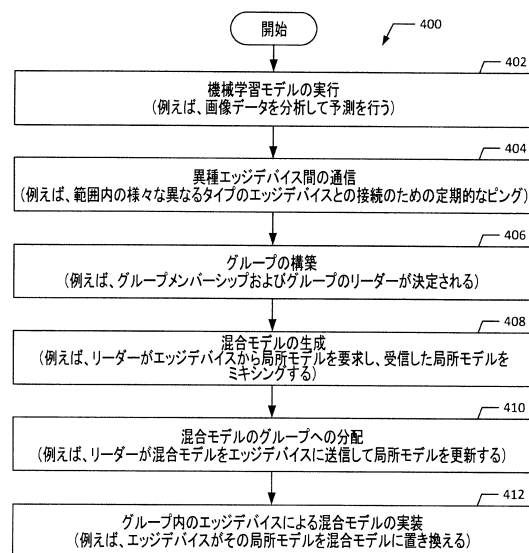 開始
400
402
機械学習モデルの実行
(例えば、画像データを分析して予測を行う)
404
異種エッジデバイス間の通信
(例えば、範囲内の様々な異なるタイプのエッジデバイスとの接続のための定期的なピング)
406
グループの構築
(例えば、グループメンバーシップおよびグループのリーダーが決定される)
408
混合モデルの生成
(例えば、リーダーがエッジデバイスから局所モデルを要求し、受信した局所モデルを
ミキシングする)
410
混合モデルのグループへの分配
(例えば、リーダーが混合モデルをエッジデバイスに送信して局所モデルを更新する)
412
グループ内のエッジデバイスによる混合モデルの実装
(例えば、エッジデバイスがその局所モデルを混合モデルに置き換える)